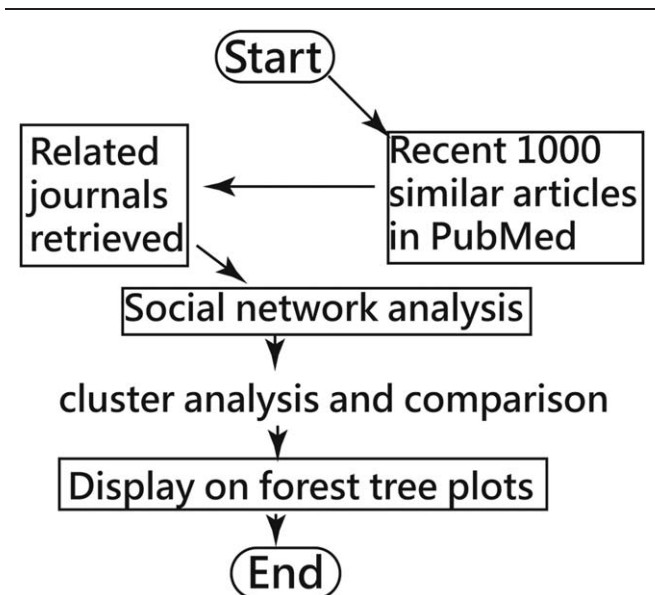 Start
Recent 1000
similar articles
in PubMed
Related
journals
retrieved
Social network analysis
cluster analysis and comparison
Display on forest tree plots
End